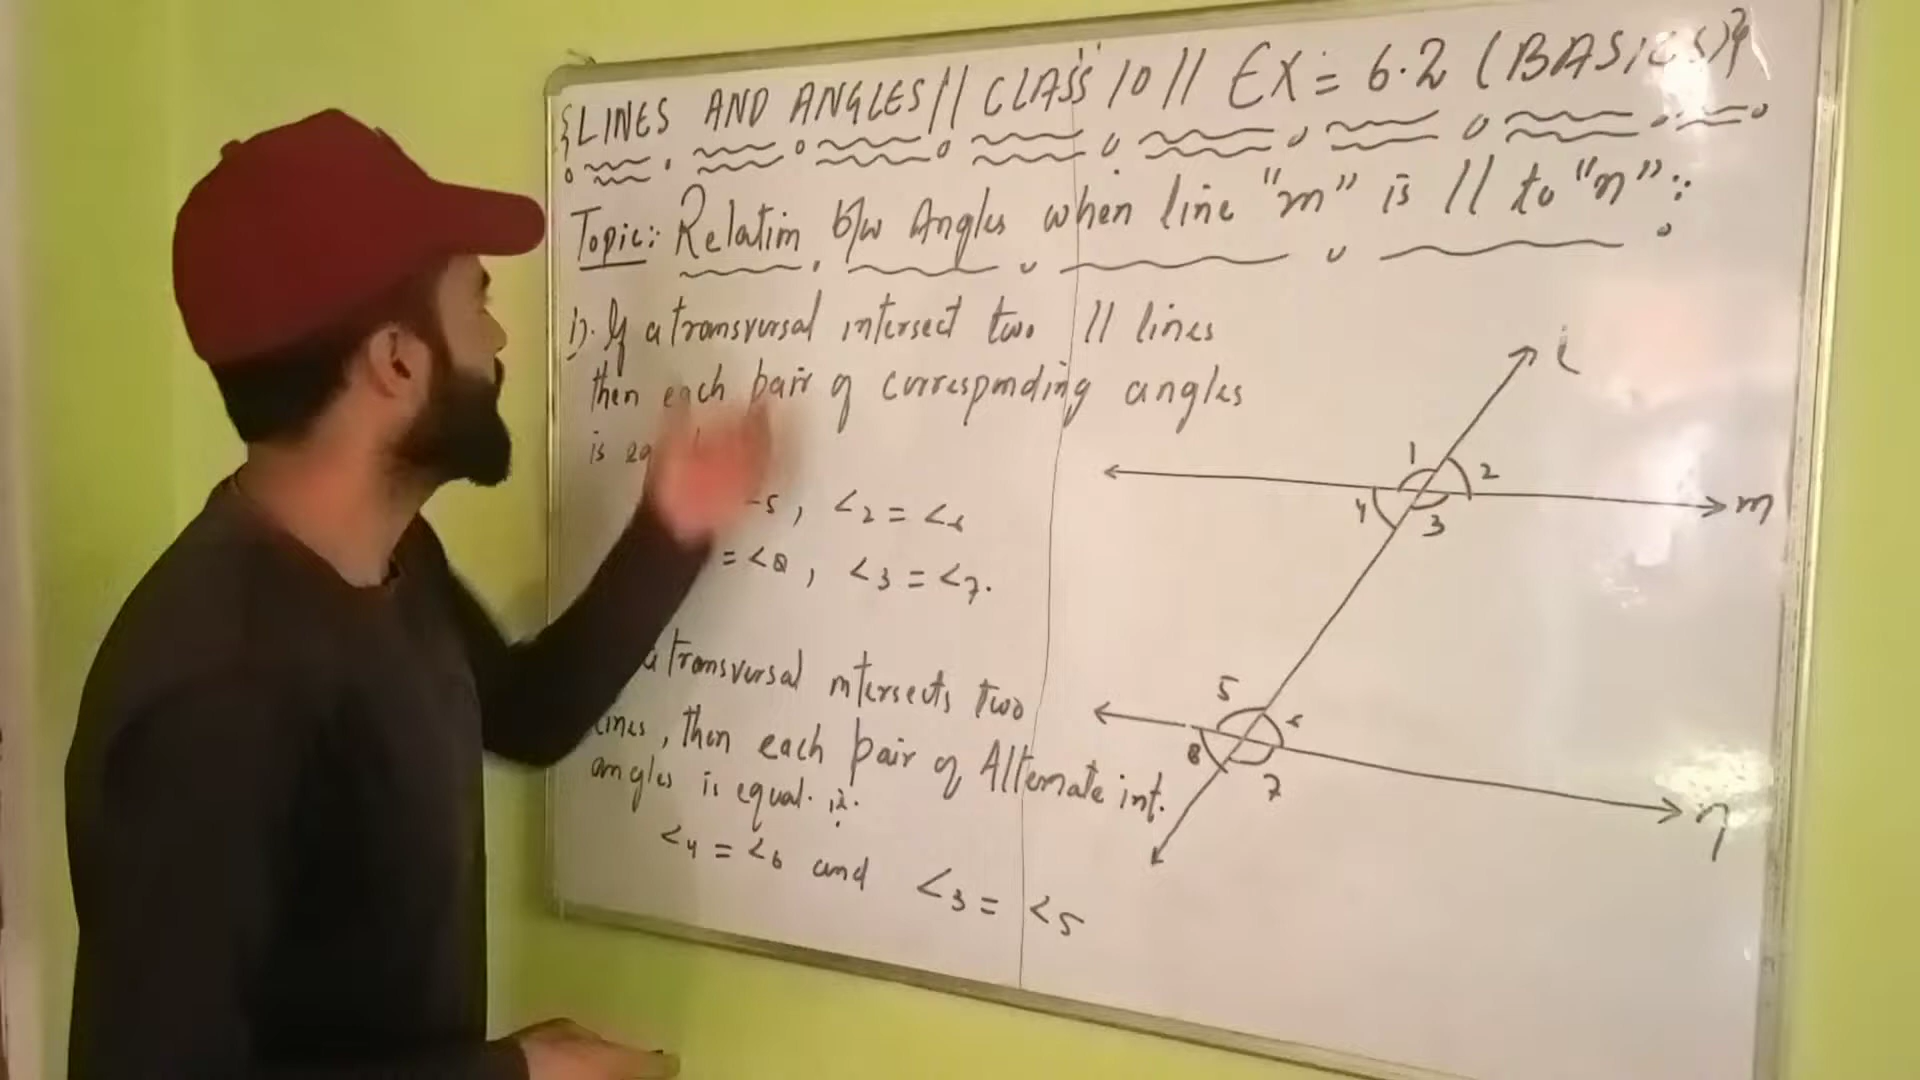 {LINES AND ANGLES // CLASS 10 // EX = 6.2 (BASICS)}
Topic: Relation b/w Angles when line "m" is // to "n":
1). If a transversal intersect two // lines
then each pair of corresponding angles
is
5, <2 = <6
= <8, <3 = <7.
a transversal intersects two
lines, then each pair of Alternate int.
angles is equal.
<4 = <6 and <3 = <5
1 2
4 3
m
5 6
8 7
n